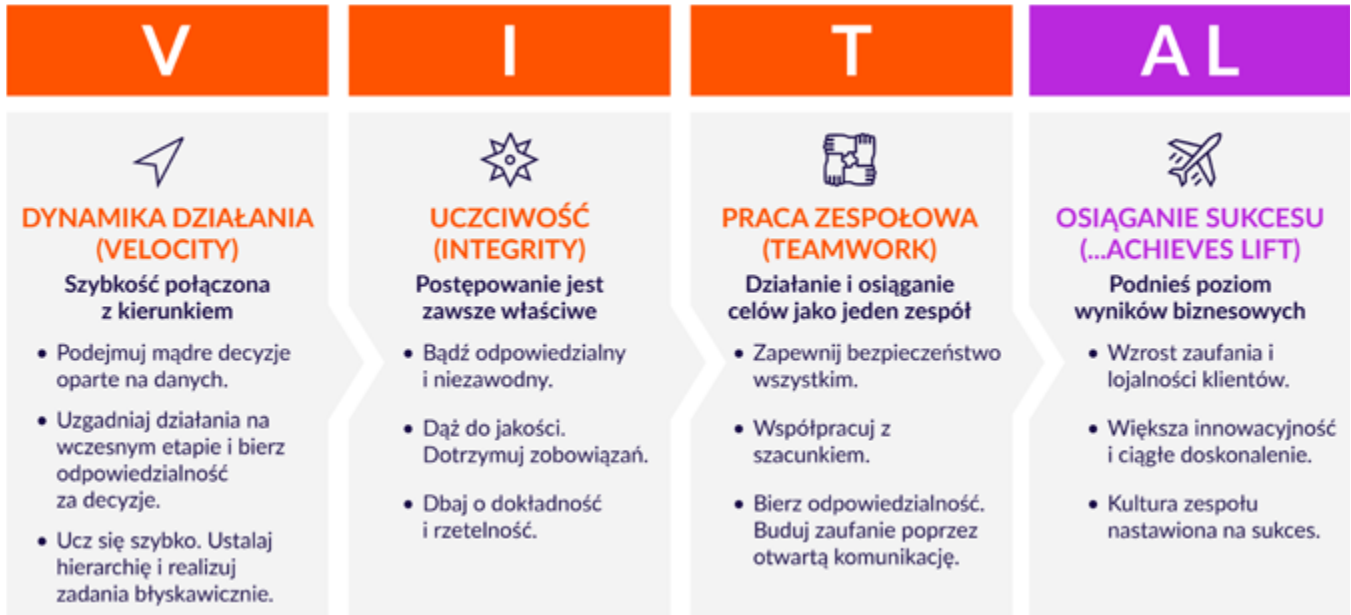 V
DYNAMIKA DZIAŁANIA
(VELOCITY)
Szybkość połączona
z kierunkiem
• Podejmuj mądre decyzje
oparte na danych.
• Uzgadniaj działania na
wczesnym etapie i bierz
odpowiedzialność
za decyzje.
• Ucz się szybko. Ustalaj
hierarchię i realizuj
zadania błyskawicznie.
I
UCZCIWOŚĆ
(INTEGRITY)
Postępowanie jest
zawsze właściwe
• Bądź odpowiedzialny
i niezawodny.
• Dąż do jakości.
Dotrzymuj zobowiązań.
• Dbaj o dokładność
i rzetelność.
T
PRACA ZESPOŁOWA
(TEAMWORK)
Działanie i osiąganie
celów jako jeden zespół
• Zapewnij bezpieczeństwo
wszystkim.
• Współpracuj z
szacunkiem.
• Bierz odpowiedzialność.
Buduj zaufanie poprzez
otwartą komunikację.
A L
OSIĄGANIE SUKCESU
(...ACHIEVES LIFT)
Podnieś poziom
wyników biznesowych
• Wzrost zaufania i
lojalności klientów.
• Większa innowacyjność
i ciągłe doskonalenie.
• Kultura zespołu
nastawiona na sukces.